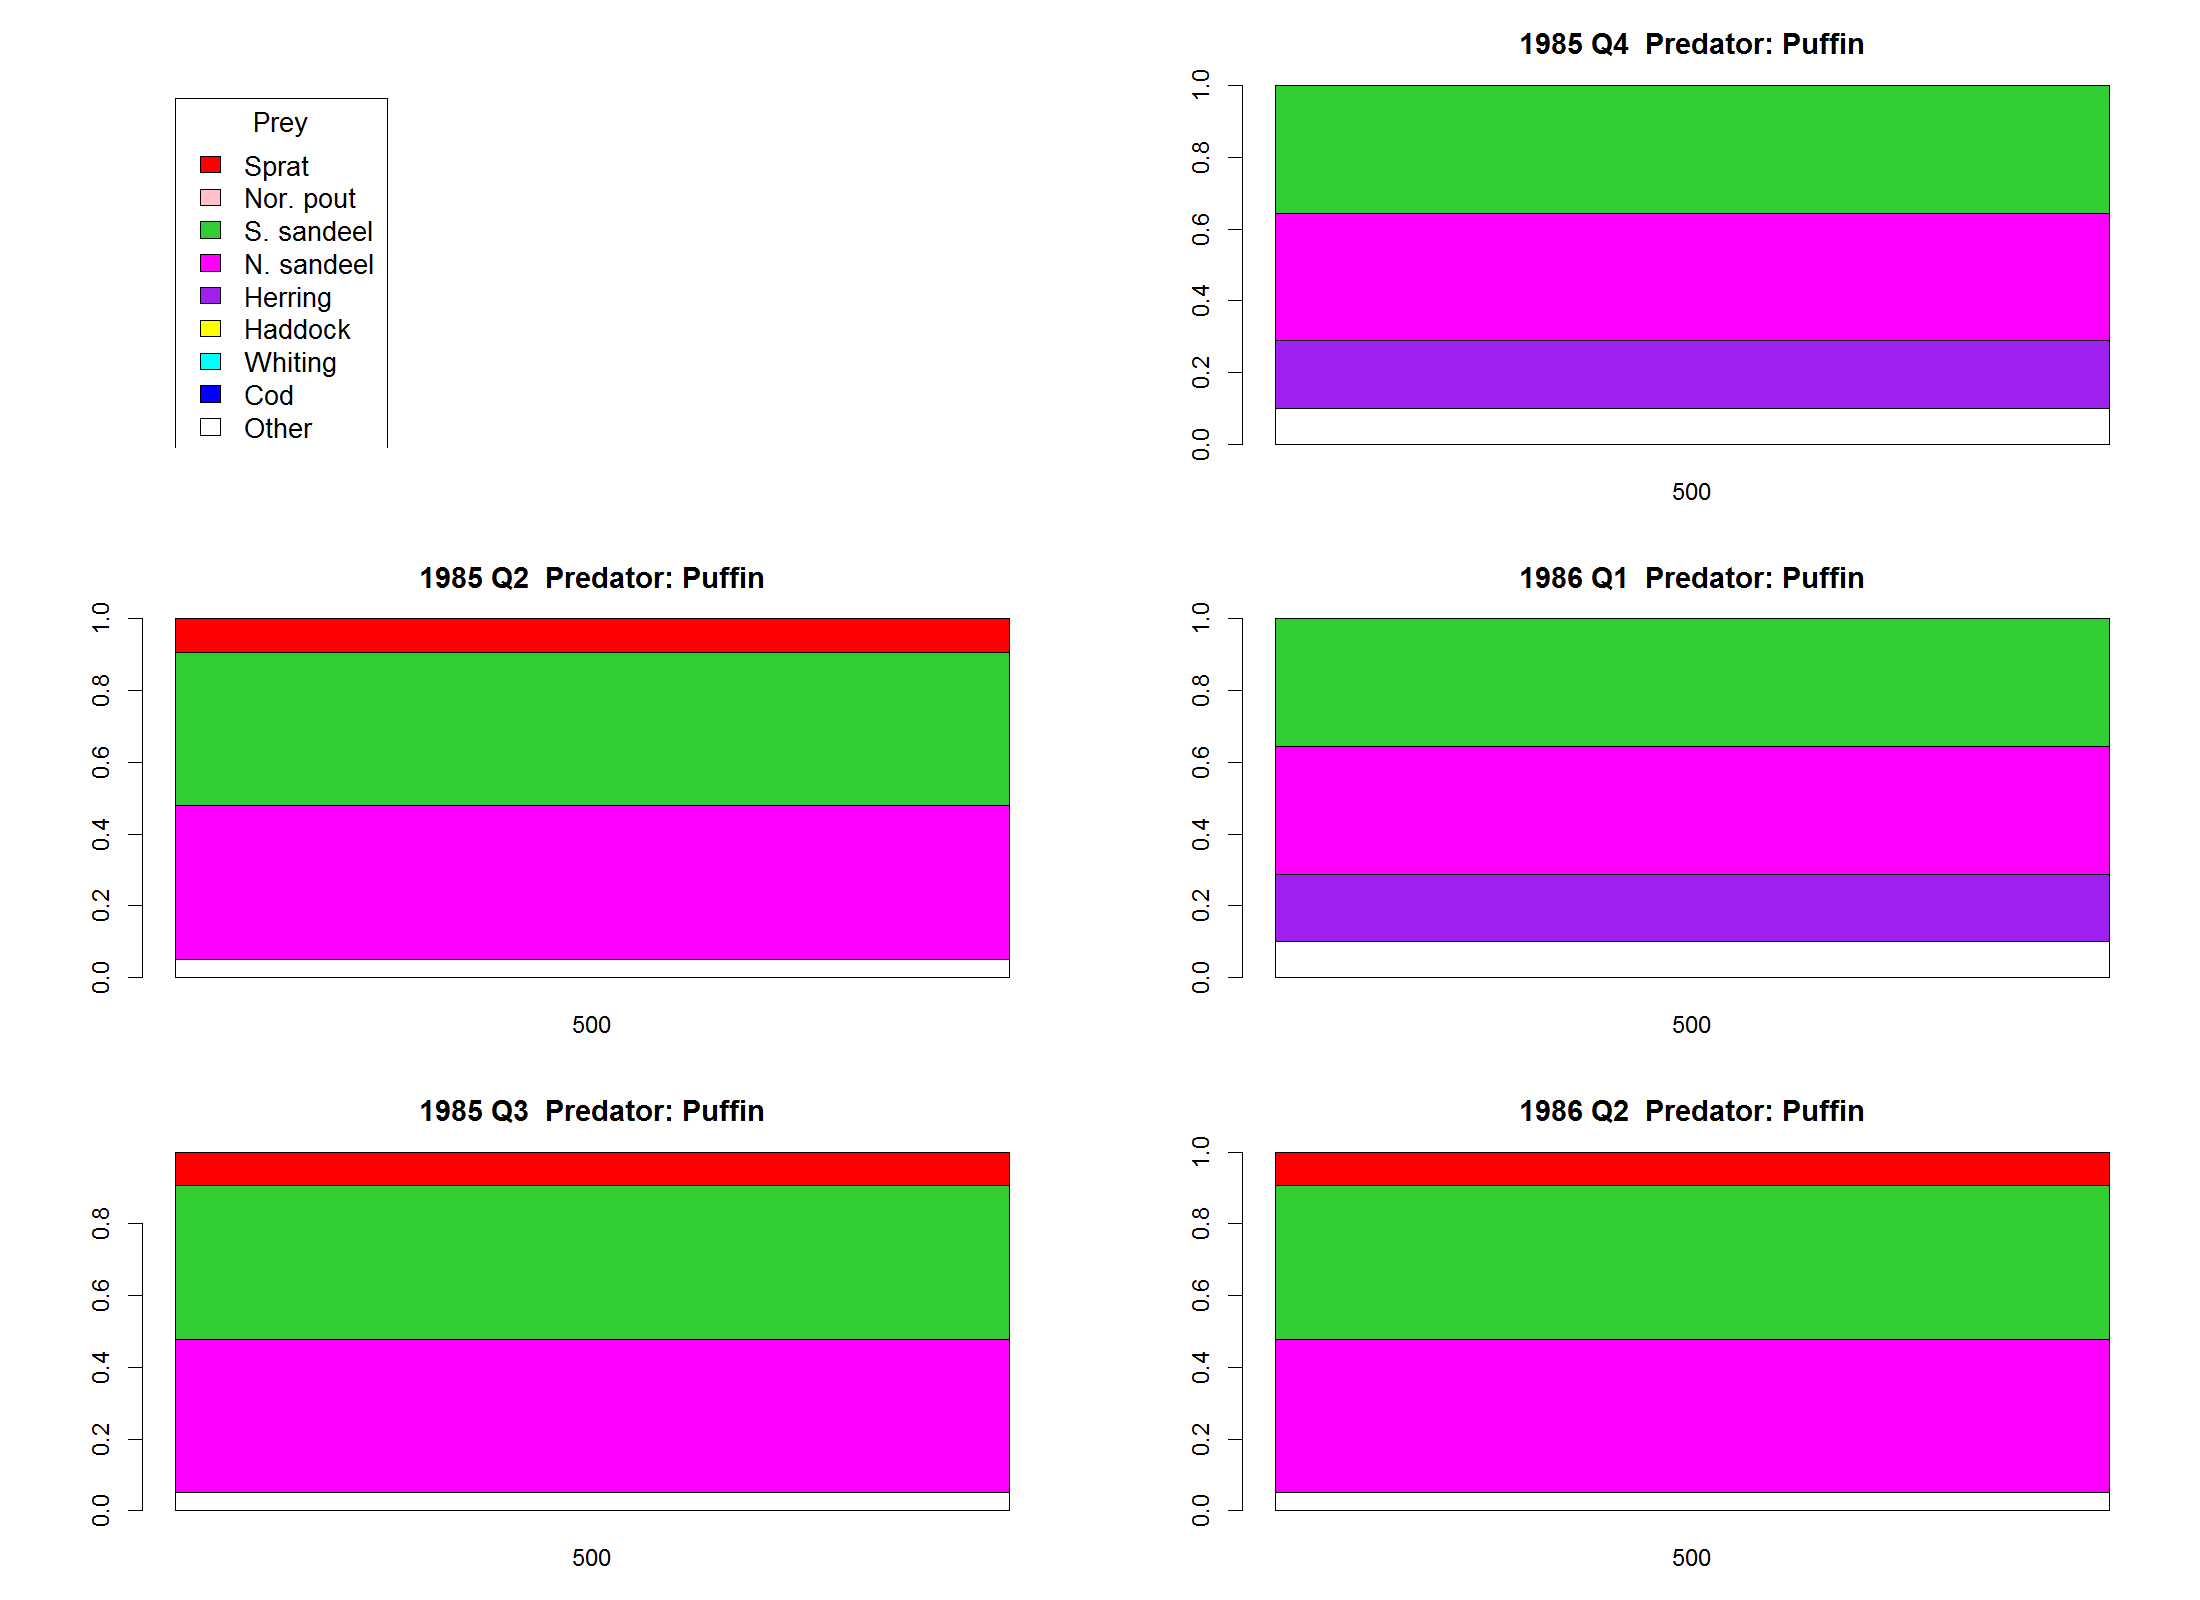 Prey
Sprat
Nor. pout
S. sandeel
N. sandeel
Herring
Haddock
Whiting
Cod
Other
1985 Q4  Predator: Puffin
1.0
0.8
0.6
0.4
0.2
0.0
500
1985 Q2  Predator: Puffin
1.0
0.8
0.6
0.4
0.2
0.0
500
1986 Q1  Predator: Puffin
1.0
0.8
0.6
0.4
0.2
0.0
500
1985 Q3  Predator: Puffin
0.8
0.6
0.4
0.2
0.0
500
1986 Q2  Predator: Puffin
1.0
0.8
0.6
0.4
0.2
0.0
500